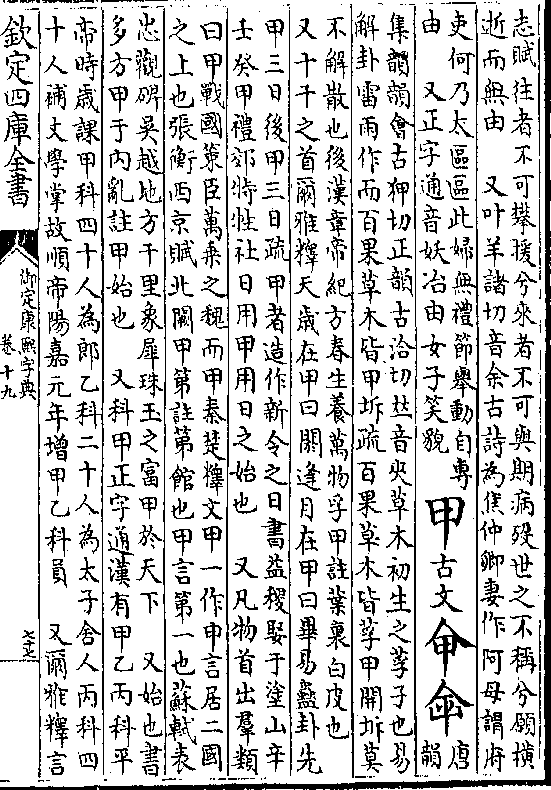 志賦往者不可攀援兮來者不可與期病殁世之不稱兮願横
逝而無由　又叶羊諸切音余古詩為焦仲卿妻作阿母謂府
吏何乃太區區此婦無禮節舉動自專
由　又正字通音妖冶由女子笑貌
甲古文
唐韻
集韻韻會古狎切正韻古洽切𠀤音夾草木初生之莩子也易
解卦雷雨作而百果草木皆甲坼疏百果草木皆莩甲開坼莫
不解散也後漢章帝紀方春生養萬物孚甲註葉裏白皮也
又十干之首爾雅釋天歲在甲曰閼逢月在甲曰畢易蠱卦先
甲三日後甲三日疏甲者造作新令之日書益稷娶于塗山辛
壬癸甲禮郊特牲社日用甲用日之始也　又凡物首出羣類
曰甲戰國策臣萬乗之魏而甲秦楚釋文甲一作申言居二國
之上也張衡西京賦北闕甲第註第館也甲言第一也蘇軾表
忠觀碑吳越地方千里象犀珠玉之富甲於天下　又始也書
多方甲于内亂註甲始也　又科甲正字通漢有甲乙丙科平
帝時歲課甲科四十人為郎乙科二十人為太子舍人丙科四
十人補文學掌故順帝陽嘉元年增甲乙科員　又爾雅釋言
欽定四庫全書
御定康熙字典
卷十九